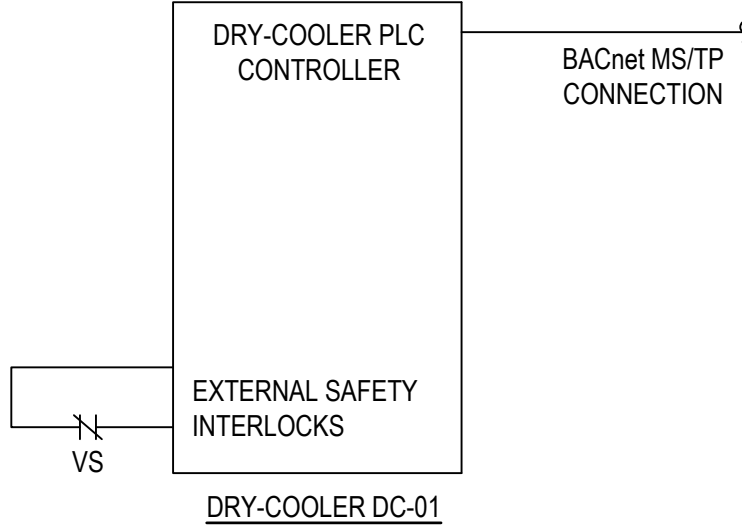 DRY-COOLER PLC
CONTROLLER
BACnet MS/TP
CONNECTION
EXTERNAL SAFETY
INTERLOCKS
VS
DRY-COOLER DC-01